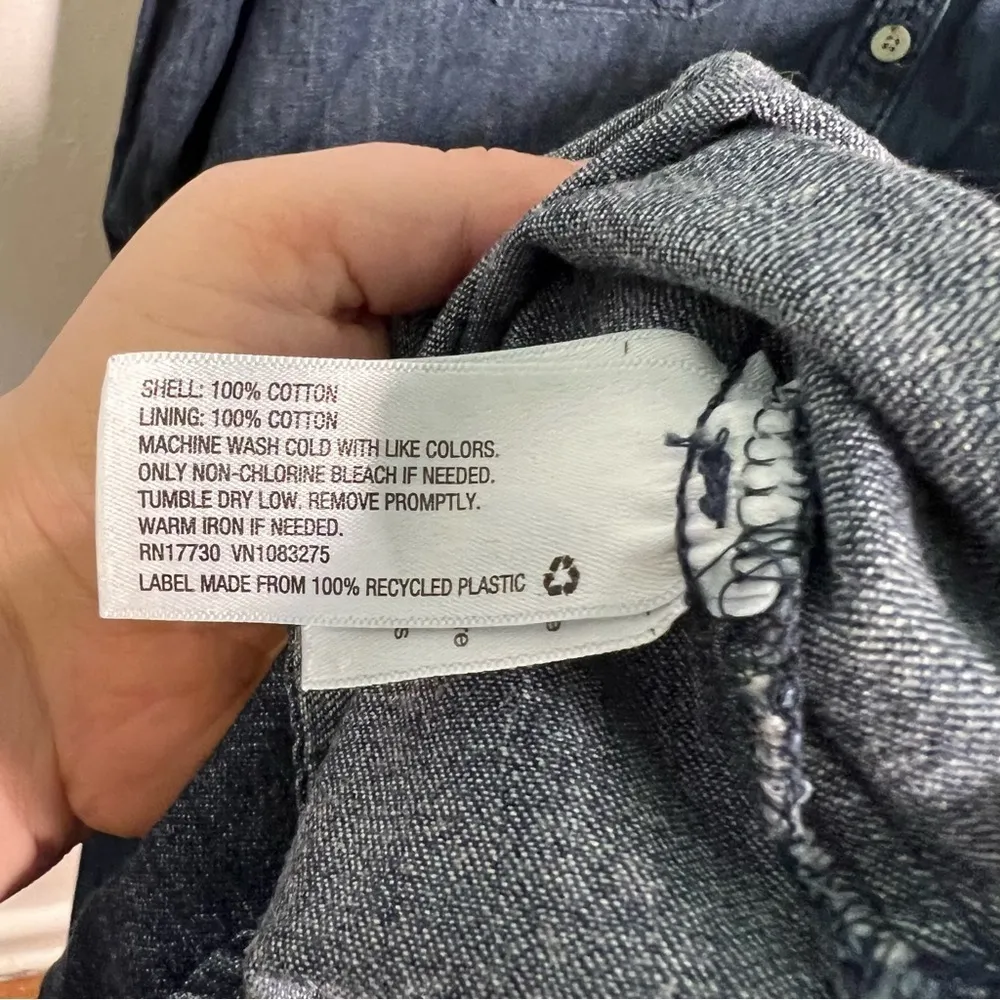 SHELL: 100% COTTON
LINING: 100% COTTON
MACHINE WASH COLD WITH LIKE COLORS.
ONLY NON-CHLORINE BLEACH IF NEEDED.
TUMBLE DRY LOW. REMOVE PROMPTLY.
WARM IRON IF NEEDED.
RN17730 VN1083275
LABEL MADE FROM 100% RECYCLED PLASTIC